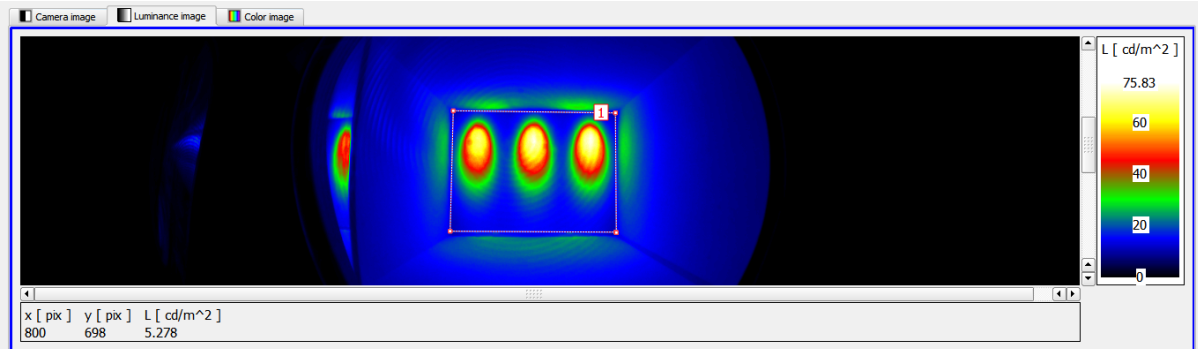 Camera image Luminance image Color image
L [ cd/m^2 ]
75.83
1
60
40
20
0
x [ pix ] y [ pix ] L [ cd/m^2 ]
800 698 5.278